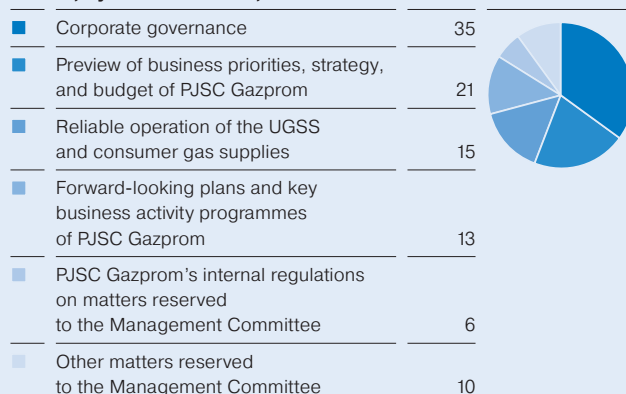 Corporate governance 35
Preview of business priorities, strategy,
and budget of PJSC Gazprom 21
Reliable operation of the UGSS
and consumer gas supplies 15
Forward-looking plans and key
business activity programmes
of PJSC Gazprom 13
PJSC Gazprom’s internal regulations
on matters reserved
to the Management Committee 6
Other matters reserved
to the Management Committee 10